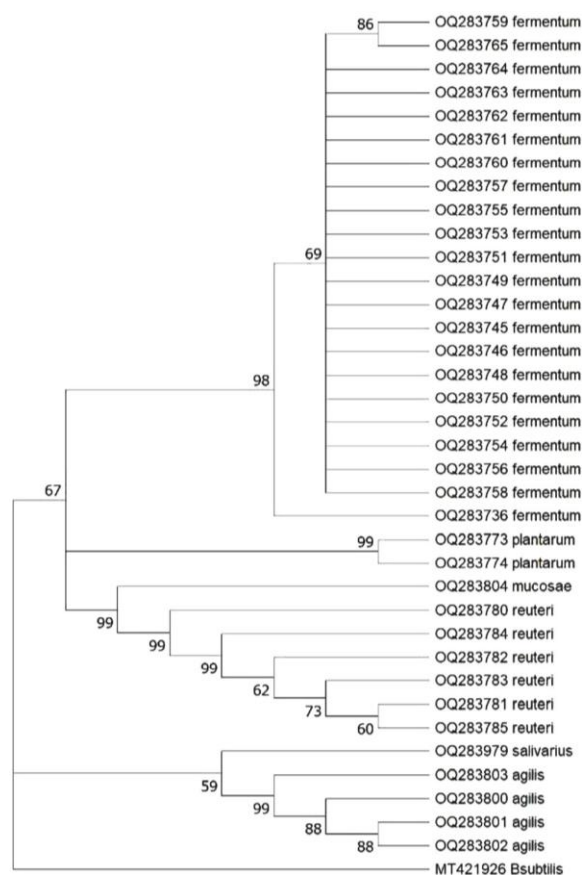 86
OQ283759 fermentum
OQ283765 fermentum
OQ283764 fermentum
OQ283763 fermentum
OQ283762 fermentum
OQ283761 fermentum
OQ283760 fermentum
OQ283757 fermentum
OQ283755 fermentum
OQ283753 fermentum
69
OQ283751 fermentum
OQ283749 fermentum
OQ283747 fermentum
OQ283745 fermentum
OQ283746 fermentum
98
OQ283748 fermentum
OQ283750 fermentum
OQ283752 fermentum
OQ283754 fermentum
OQ283756 fermentum
67
OQ283758 fermentum
OQ283736 fermentum
99
OQ283773 plantarum
OQ283774 plantarum
OQ283804 mucosae
99
OQ283780 reuteri
99
OQ283784 reuteri
99
OQ283782 reuteri
62
OQ283783 reuteri
73
OQ283781 reuteri
60
OQ283785 reuteri
OQ283979 salivarius
59
OQ283803 agilis
99
OQ283800 agilis
88
OQ283801 agilis
88
OQ283802 agilis
MT421926 Bsubtilis